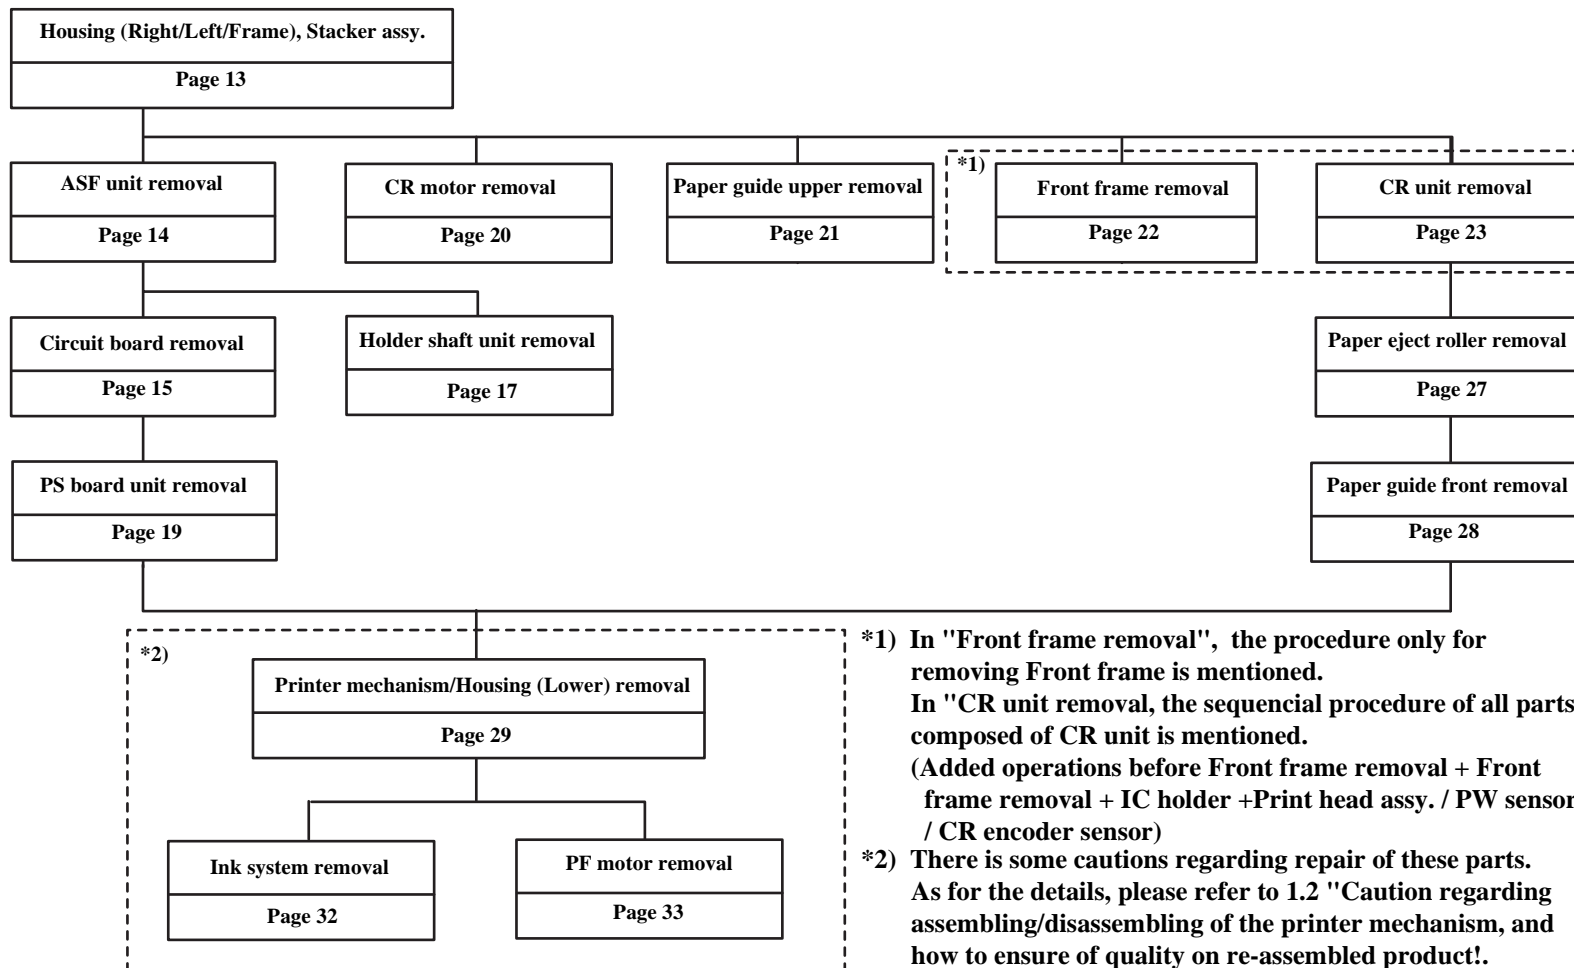 Housing (Right/Left/Frame), Stacker assy.
Page 13
ASF unit removal
Page 14
CR motor removal
Page 20
Paper guide upper removal
Page 21
*1)
Front frame removal
Page 22
CR unit removal
Page 23
Circuit board removal
Page 15
Holder shaft unit removal
Page 17
Paper eject roller removal
Page 27
PS board unit removal
Page 19
Paper guide front removal
Page 28
*2)
Printer mechanism/Housing (Lower) removal
Page 29
Ink system removal
Page 32
PF motor removal
Page 33
*1) In "Front frame removal", the procedure only for
removing Front frame is mentioned.
In "CR unit removal, the sequencial procedure of all parts
composed of CR unit is mentioned.
(Added operations before Front frame removal + Front
frame removal + IC holder +Print head assy. / PW sensor
/ CR encoder sensor)
*2) There is some cautions regarding repair of these parts.
As for the details, please refer to 1.2 "Caution regarding
assembling/disassembling of the printer mechanism, and
how to ensure of quality on re-assembled product!.